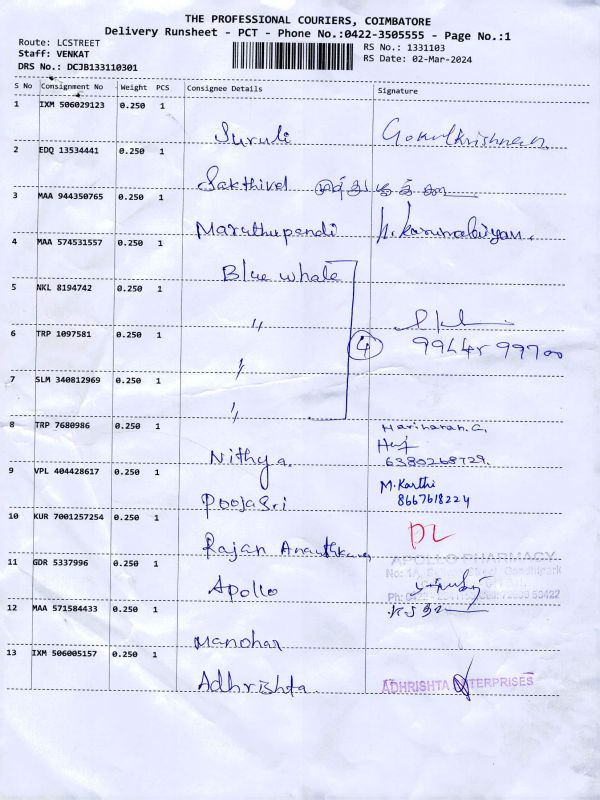 THE PROFESSIONAL COURIERS, COIMBATORE
Delivery Runsheet - PCT - Phone No.:0422-3505555 - Page No.:1
Route: LCSTREET
Staff: VENKAT
DRS No.: DCJB133110301
RS No.: 1331103
RS Date: 02-Mar-2024
S No Consignment No Weight PCS Consignee Details Signature
1 IXM 506029123 0.250 1
Suruli Gokulkrishnan
2 EDQ 13534441 0.250 1
Sakthivel
3 MAA 944350765 0.250 1
Maruthupandi
4 MAA 574531557 0.250 1
Blue whale
5 NKL 8194742 0.250 1
"
6 TRP 1097581 0.250 1
" 4 99445 99700
7 SLM 340812969 0.250 1
"
8 TRP 7680986 0.250 1 Hariharan.G.
Nithya. 6380268729.
9 VPL 404428617 0.250 1 M.Karthi
Poojasri 8667618224
10 KUR 7001257254 0.250 1 DL
Rajan
11 GDR 5337996 0.250 1 APOLLO PHARMACY
Apollo
12 MAA 571584433 0.250 1
Manohar
13 IXM 506005157 0.250 1
Adhrishta. ADHRISHTA ENTERPRISES